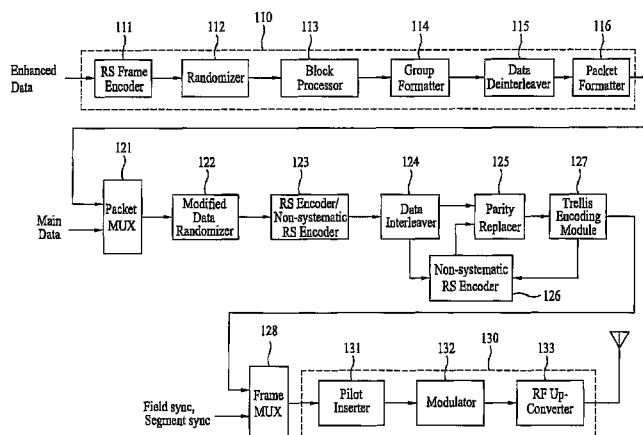 110
111
112
113
114
115
116
Enhanced
Data
RS Frame
Encoder
Randomizer
Block
Processor
Group
Formatter
Data
Deinterleaver
Packet
Formatter
121
122
123
124
125
127
Main
Data
Packet
MUX
Modified
Data
Randomizer
RS Encoder/
Non-systematic
RS Encoder
Data
Interleaver
Parity
Replacer
Trellis
Encoding
Module
Non-systematic
RS Encoder
126
128
130
131
132
133
Field sync,
Segment sync
Frame
MUX
Pilot
Inserter
Modulator
RF Up-
Converter